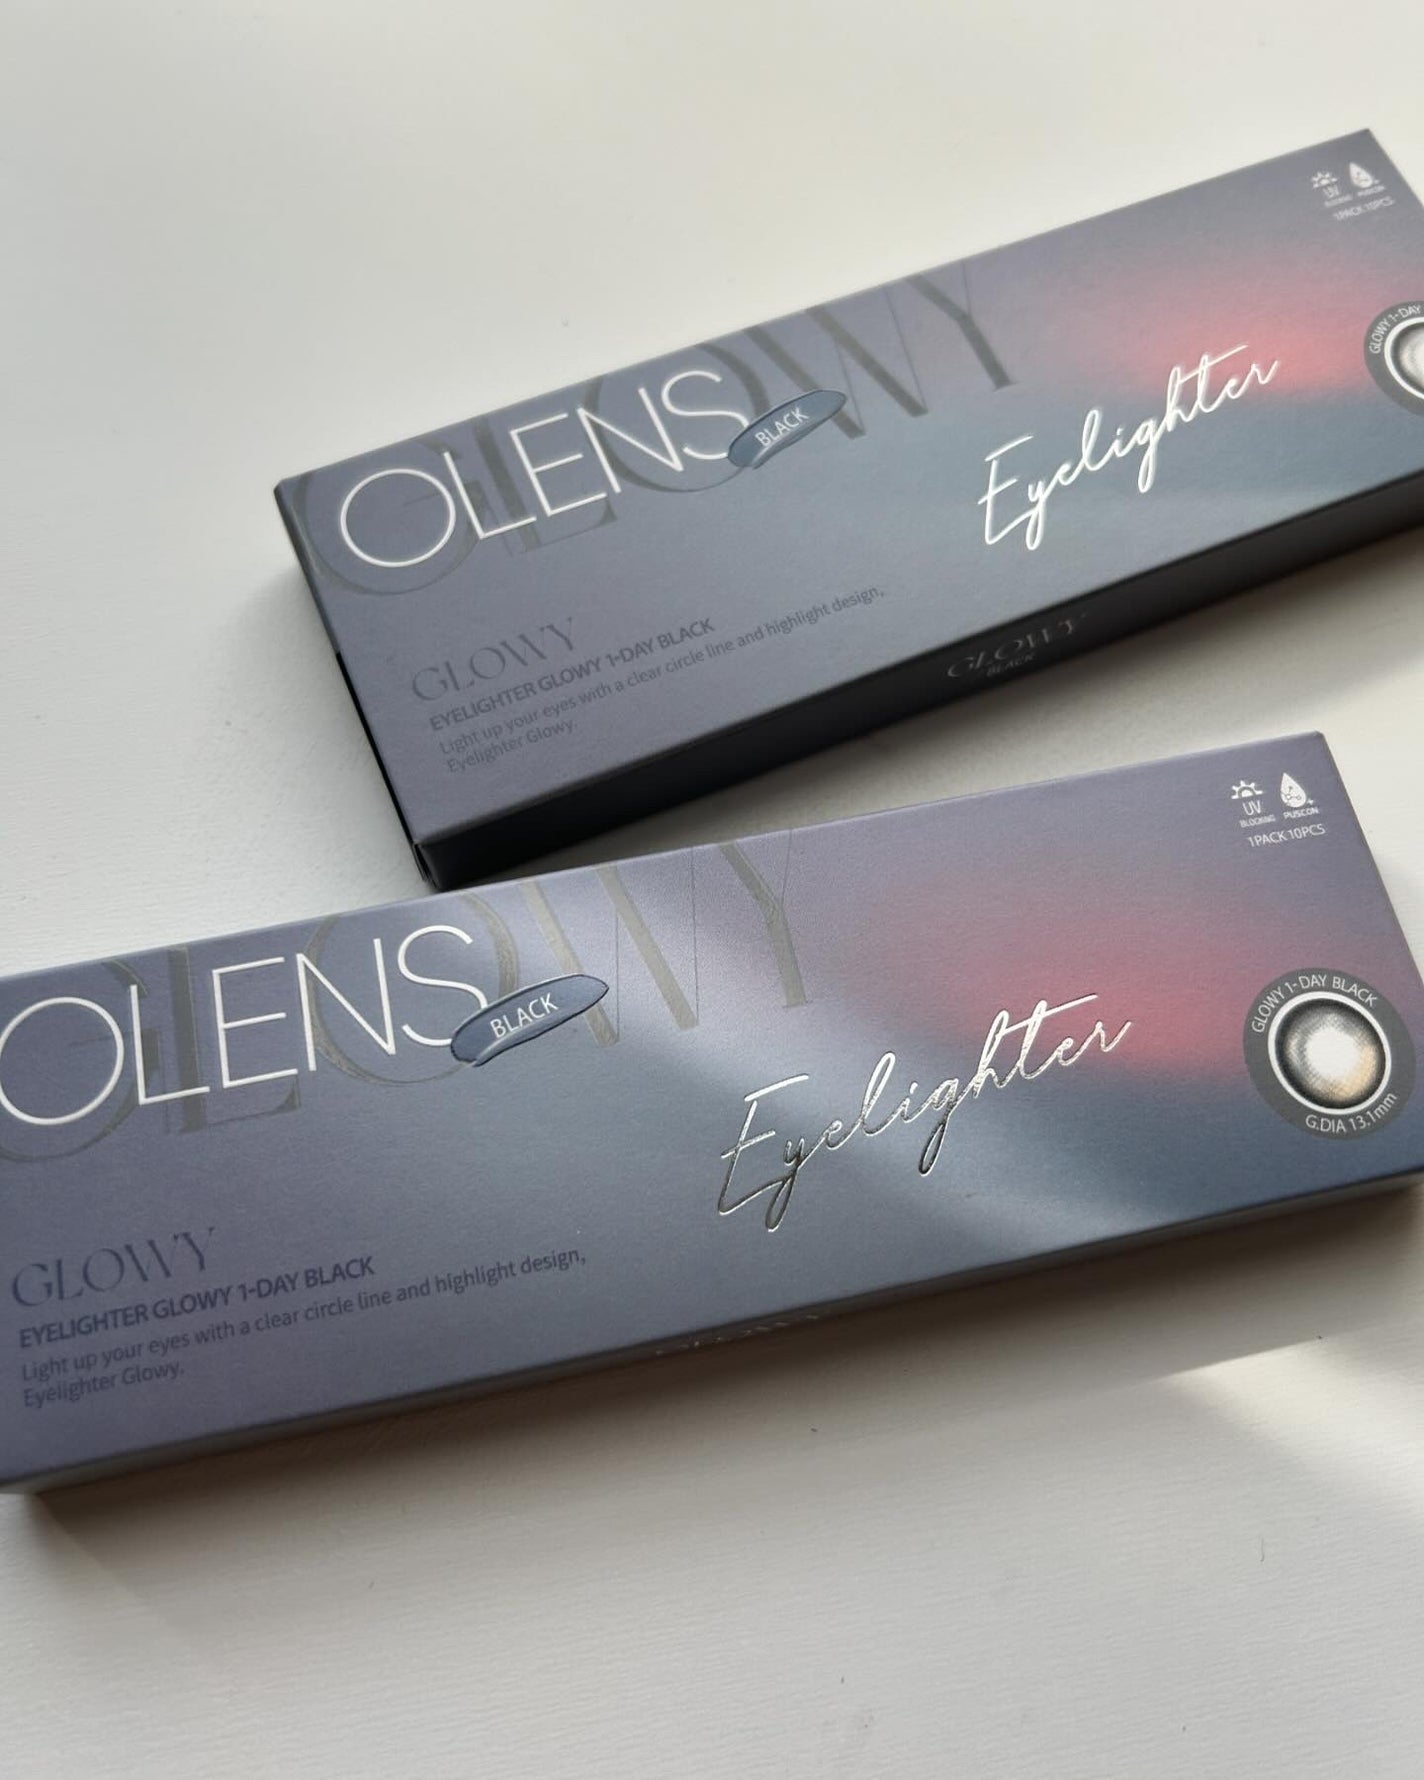 UV
BLOCKING
PUSCON
1PACK 10PCS
GLOWY
OLENS
BLACK
Eyelighter
GLOWY 1-DAY
GLOWY
EYELIGHTER GLOWY 1-DAY BLACK
Light up your eyes with a clear circle line and highlight design,
Eyelighter Glowy.
GLOWY
BLACK
UV
BLOCKING
PUSCON
1PACK 10PCS
GLOWY
OLENS
BLACK
Eyelighter
GLOWY 1-DAY BLACK
G.DIA 13.1mm
GLOWY
EYELIGHTER GLOWY 1-DAY BLACK
Light up your eyes with a clear circle line and highlight design,
Eyelighter Glowy.